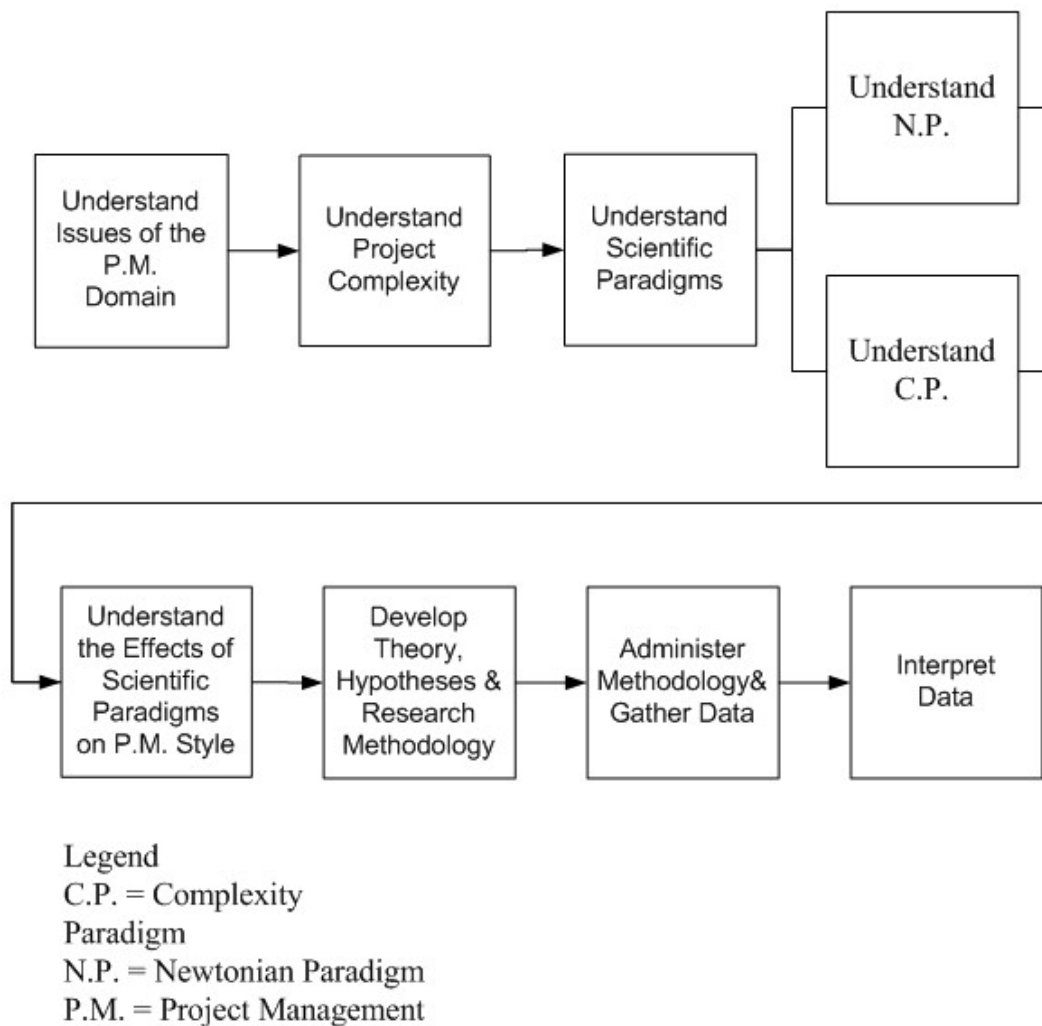 Understand
N.P.
Understand
Issues of the
P.M.
Domain
Understand
Project
Complexity
Understand
Scientific
Paradigms
Understand
C.P.
Understand
the Effects of
Scientific
Paradigms
on P.M. Style
Develop
Theory,
Hypotheses &
Research
Methodology
Administer
Methodology&
Gather Data
Interpret
Data
Legend
C.P. = Complexity
Paradigm
N.P. = Newtonian Paradigm
P.M. = Project Management